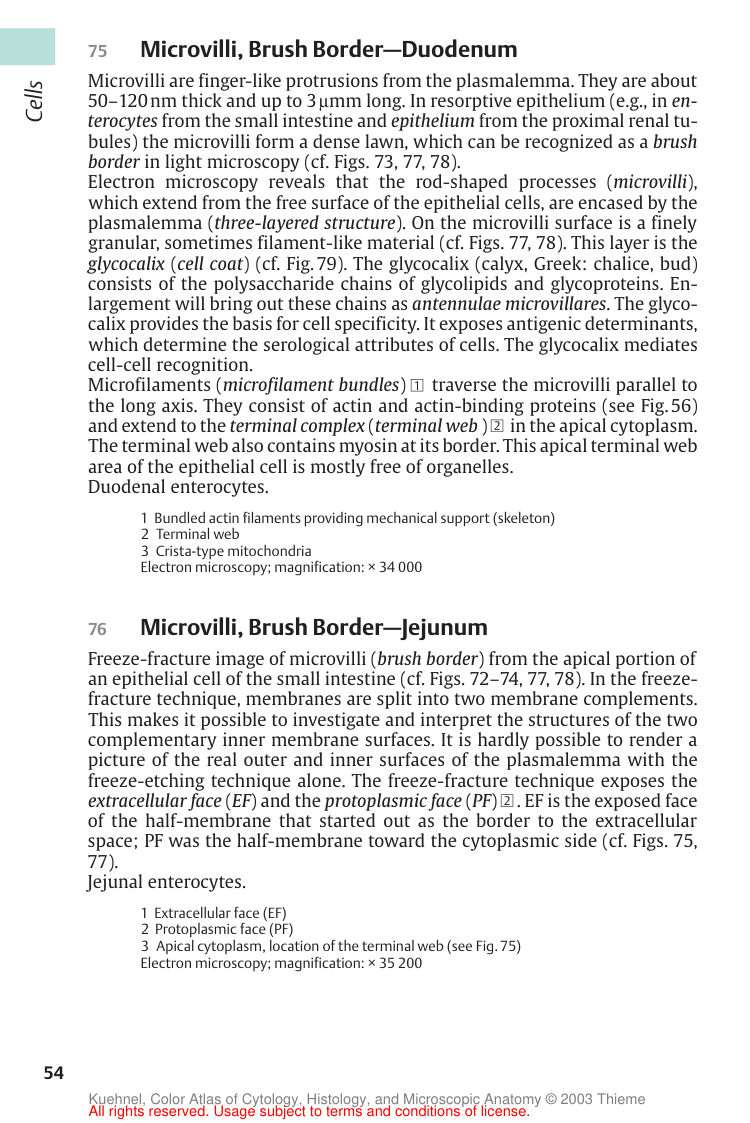 Cells
75 Microvilli, Brush Border—Duodenum
Microvilli are finger-like protrusions from the plasmalemma. They are about
50–120 nm thick and up to 3 µmm long. In resorptive epithelium (e.g., in en-
terocytes from the small intestine and epithelium from the proximal renal tu-
bules) the microvilli form a dense lawn, which can be recognized as a brush
border in light microscopy (cf. Figs. 73, 77, 78).
Electron microscopy reveals that the rod-shaped processes (microvilli),
which extend from the free surface of the epithelial cells, are encased by the
plasmalemma (three-layered structure). On the microvilli surface is a finely
granular, sometimes filament-like material (cf. Figs. 77, 78). This layer is the
glycocalix (cell coat) (cf. Fig. 79). The glycocalix (calyx, Greek: chalice, bud)
consists of the polysaccharide chains of glycolipids and glycoproteins. En-
largement will bring out these chains as antennulae microvillares. The glyco-
calix provides the basis for cell specificity. It exposes antigenic determinants,
which determine the serological attributes of cells. The glycocalix mediates
cell-cell recognition.
Microfilaments (microfilament bundles) 1 traverse the microvilli parallel to
the long axis. They consist of actin and actin-binding proteins (see Fig. 56)
and extend to the terminal complex (terminal web ) 2 in the apical cytoplasm.
The terminal web also contains myosin at its border. This apical terminal web
area of the epithelial cell is mostly free of organelles.
Duodenal enterocytes.
1 Bundled actin filaments providing mechanical support (skeleton)
2 Terminal web
3 Crista-type mitochondria
Electron microscopy; magnification: × 34 000
76 Microvilli, Brush Border—Jejunum
Freeze-fracture image of microvilli (brush border) from the apical portion of
an epithelial cell of the small intestine (cf. Figs. 72–74, 77, 78). In the freeze-
fracture technique, membranes are split into two membrane complements.
This makes it possible to investigate and interpret the structures of the two
complementary inner membrane surfaces. It is hardly possible to render a
picture of the real outer and inner surfaces of the plasmalemma with the
freeze-etching technique alone. The freeze-fracture technique exposes the
extracellular face (EF) and the protoplasmic face (PF) 2 . EF is the exposed face
of the half-membrane that started out as the border to the extracellular
space; PF was the half-membrane toward the cytoplasmic side (cf. Figs. 75,
77).
Jejunal enterocytes.
1 Extracellular face (EF)
2 Protoplasmic face (PF)
3 Apical cytoplasm, location of the terminal web (see Fig. 75)
Electron microscopy; magnification: × 35 200
54
Kuehnel, Color Atlas of Cytology, Histology, and Microscopic Anatomy © 2003 Thieme
All rights reserved. Usage subject to terms and conditions of license.